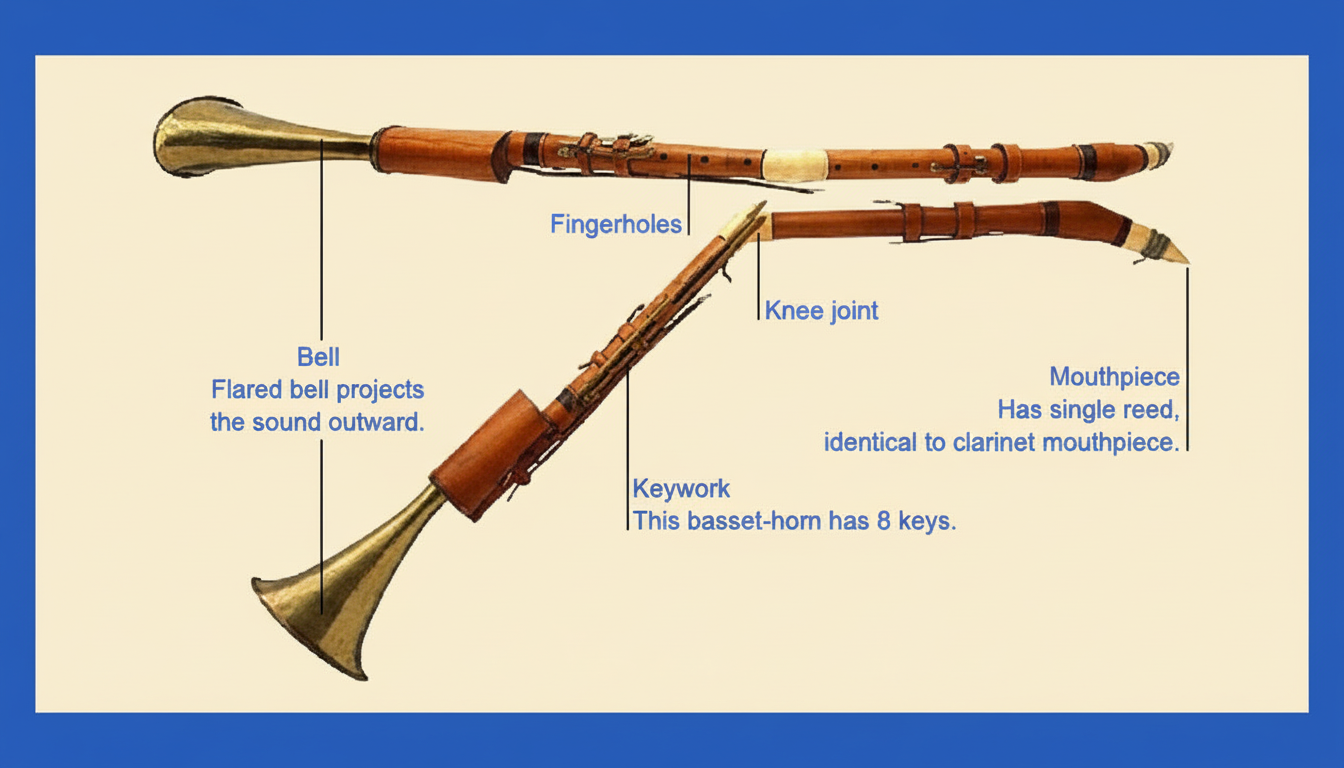 Fingerholes
Knee joint
Bell
Flared bell projects
the sound outward.
Mouthpiece
Has single reed,
identical to clarinet mouthpiece.
Keywork
This basset-horn has 8 keys.